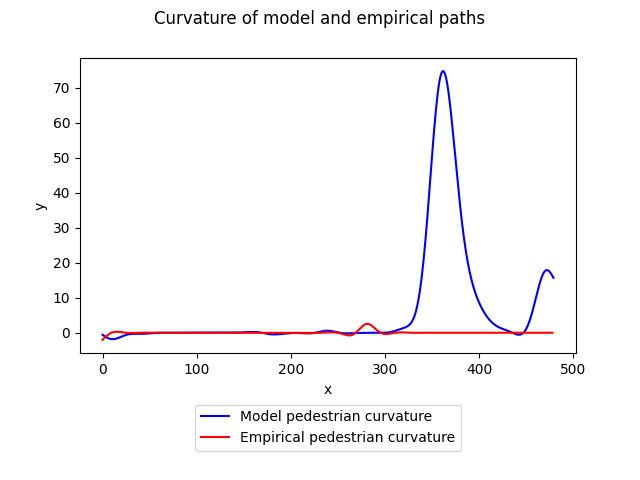 Curvature of model and empirical paths
70
60
50
40
30
20
10
0
y
0 100 200 300 400 500
x
Model pedestrian curvature
Empirical pedestrian curvature